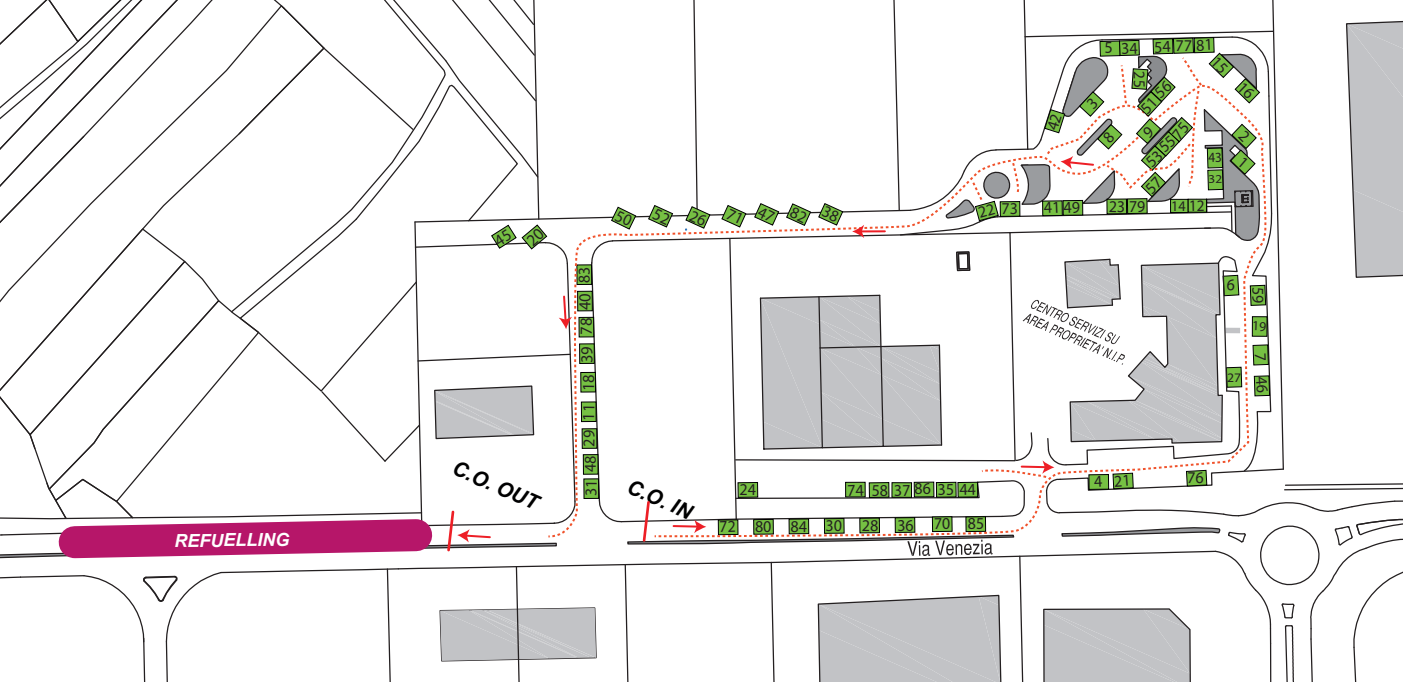 5 34 54 77 81
25 15
56 16
51
3
42
8 9 75 2
55
53 43 1
32
57
22 73 41 49 23 79 14 12
50 52 26 71 47 82 38
45 20
83
40
78
39
18
11
29
48
31
6 59
19
7
27 46
CENTRO SERVIZI SU
AREA PROPRIETA' N.I.P.
C.O. OUT
C.O. IN
24 74 58 37 86 35 44
4 21 76
72 80 84 30 28 36 70 85
REFUELLING
Via Venezia